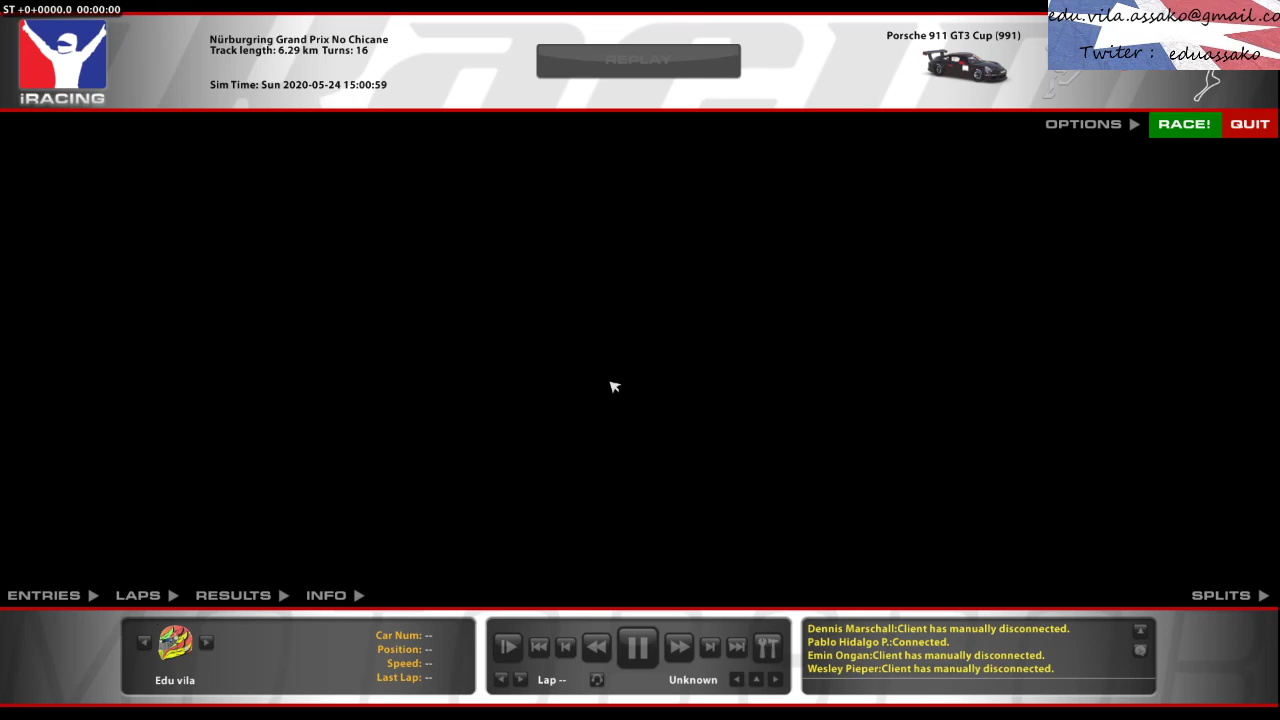 ST +0+0000.0 00:00:00
edu.vila.assako@gmail.co
Twiter : eduassako
iRACING
Nürburgring Grand Prix No Chicane
Track length: 6.29 km Turns: 16
Sim Time: Sun 2020-05-24 15:00:59
REPLAY
Porsche 911 GT3 Cup (991)
OPTIONS
RACE!
QUIT
ENTRIES
LAPS
RESULTS
INFO
SPLITS
Edu vila
Car Num: --
Position: --
Speed: --
Last Lap: --
Lap --
Unknown
Dennis Marschall:Client has manually disconnected.
Pablo Hidalgo P.:Connected.
Emin Ongan:Client has manually disconnected.
Wesley Pieper:Client has manually disconnected.